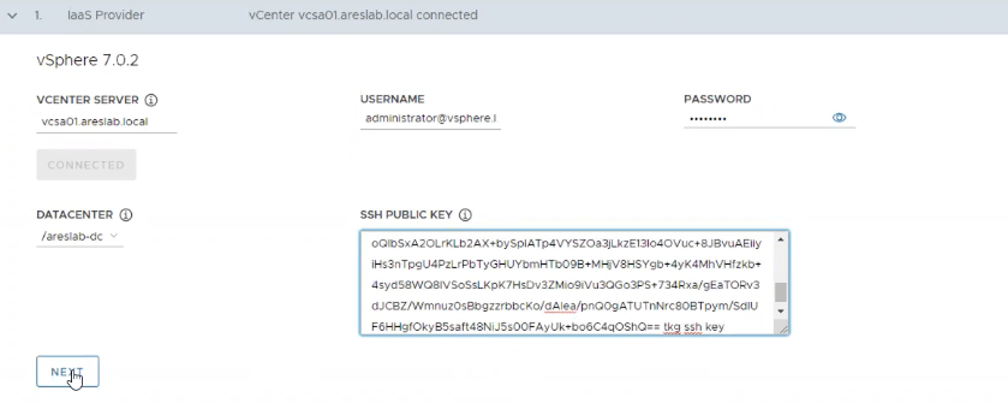 1. IaaS Provider vCenter vcsa01.areslab.local connected
vSphere 7.0.2
VCENTER SERVER USERNAME PASSWORD
vcsa01.areslab.local administrator@vsphere.l ••••••••
CONNECTED
DATACENTER SSH PUBLIC KEY
/areslab-dc
oQIbSxA2OLrKLb2AX+bySpIATp4VYSZOa3jLkzE13Io4OVuc+8JBvuAEiiy
iHs3nTpgU4PzLrPbTyGHUYbmHTb09B+MHjV8HSYgb+4yK4MhVHfzkb+
4syd58WQ8IVSoSsLKpK7HsDv3ZMio9iVu3QGo3PS+734Rxa/gEaTORv3
dJCBZ/Wmnuz0sBbgzzrbbcKo/dAlea/pnQ0gATUTnNrc80BTpym/SdIU
F6HHgfOkyB5saft48NiJ5s00FAyUk+bo6C4qOShQ== tkg ssh key
NEXT